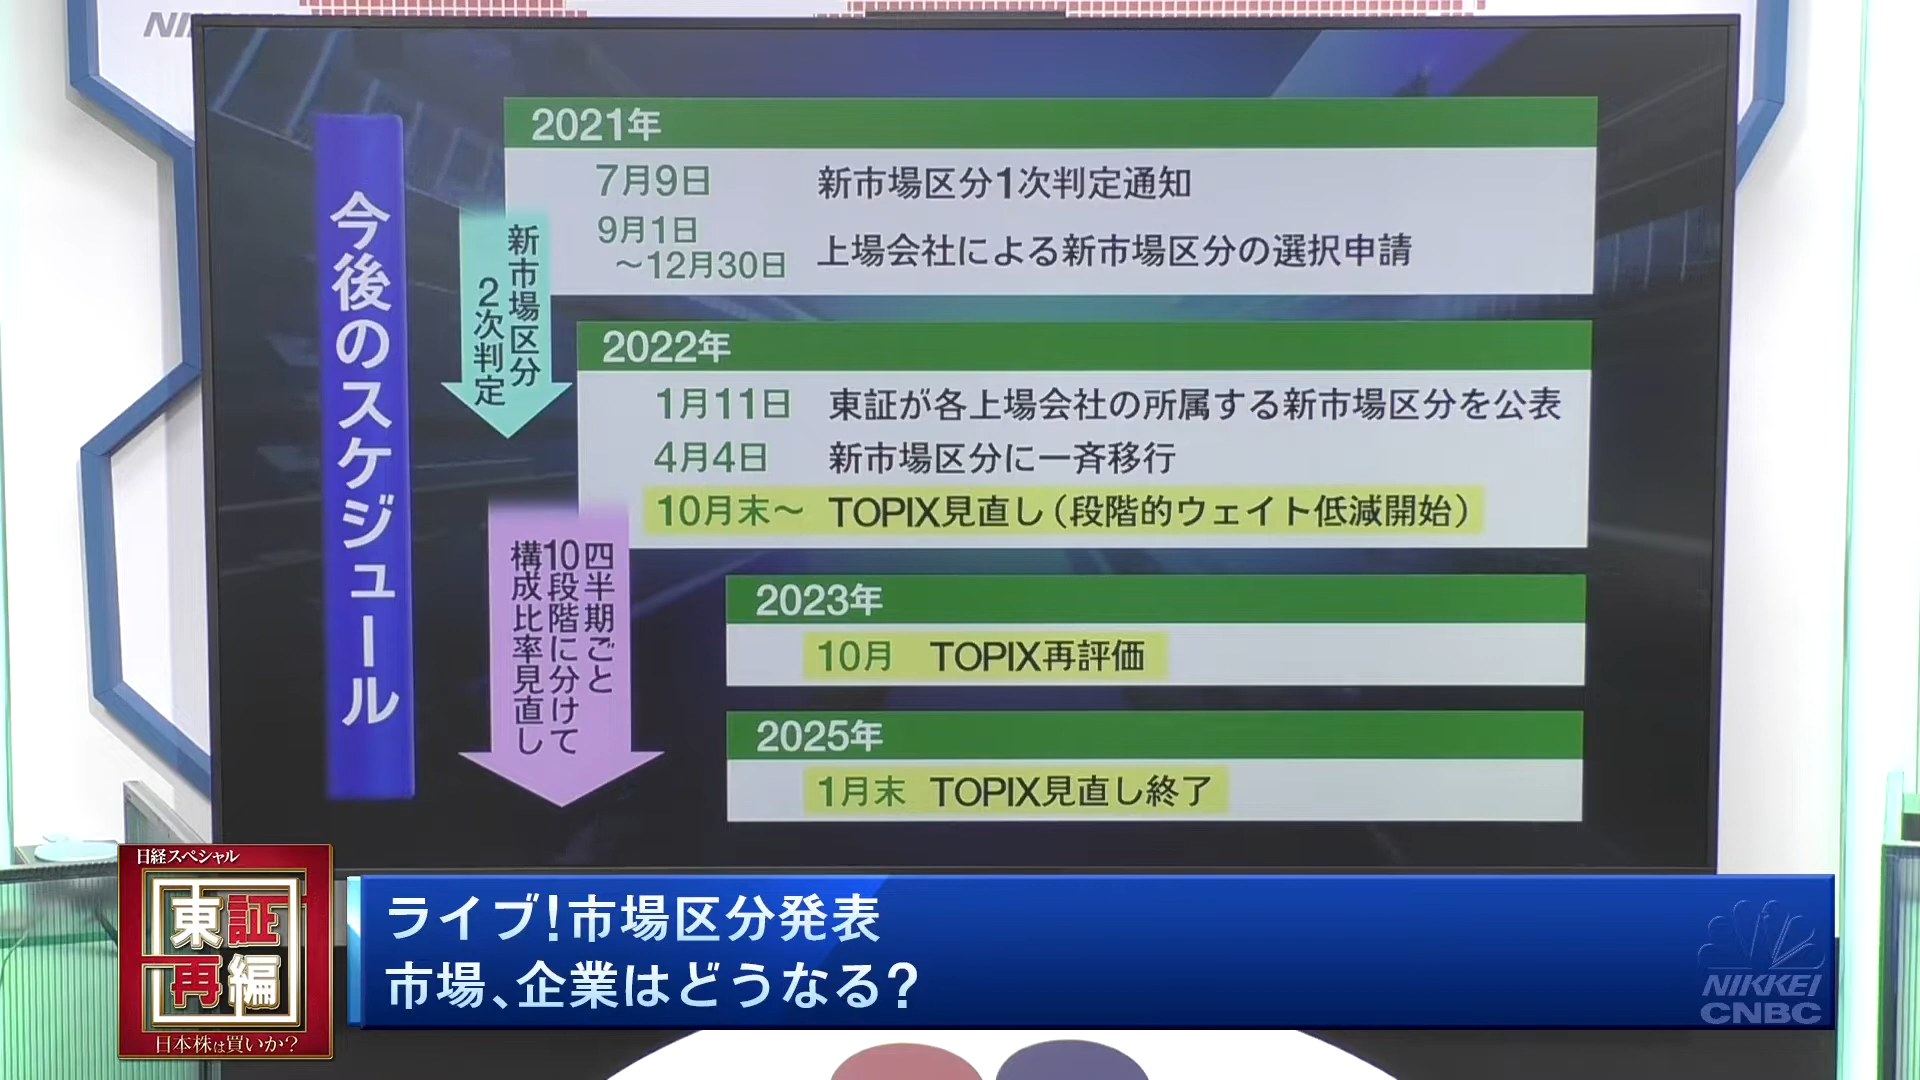 NI
今後のスケジュール
2021年
7月9日 新市場区分1次判定通知
9月1日
～12月30日 上場会社による新市場区分の選択申請
新市場区分
2次判定
2022年
1月11日 東証が各上場会社の所属する新市場区分を公表
4月4日 新市場区分に一斉移行
10月末～ TOPIX見直し（段階的ウェイト低減開始）
四半期ごと
10段階に分けて
構成比率見直し
2023年
10月 TOPIX再評価
2025年
1月末 TOPIX見直し終了
日経スペシャル
東証
再編
日本株は買いか?
ライブ!市場区分発表
市場、企業はどうなる?
NIKKEI
CNBC